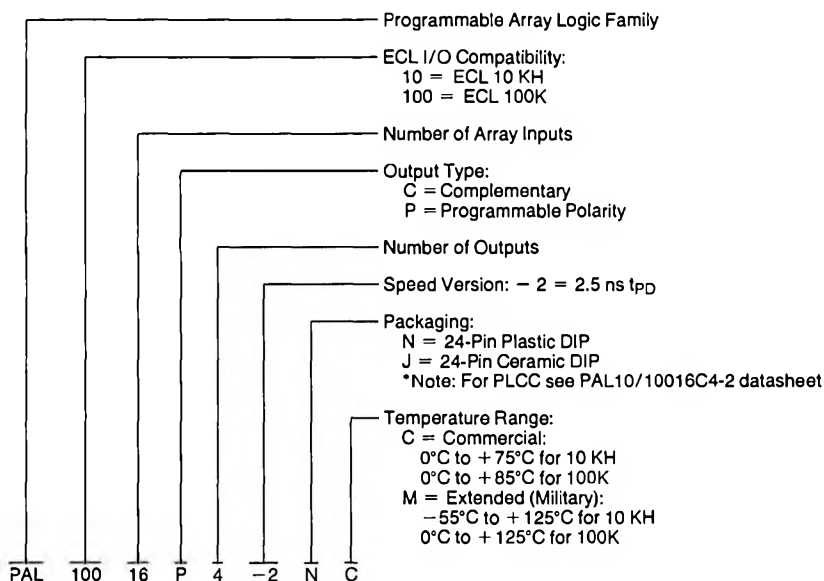 Programmable Array Logic Family
ECL I/O Compatibility:
10 = ECL 10 KH
100 = ECL 100K
Number of Array Inputs
Output Type:
C = Complementary
P = Programmable Polarity
Number of Outputs
Speed Version: − 2 = 2.5 ns tPD
Packaging:
N = 24-Pin Plastic DIP
J = 24-Pin Ceramic DIP
*Note: For PLCC see PAL10/10016C4-2 datasheet
Temperature Range:
C = Commercial:
0°C to +75°C for 10 KH
0°C to +85°C for 100K
M = Extended (Military):
−55°C to +125°C for 10 KH
0°C to +125°C for 100K
PAL 100 16 P 4 −2 N C